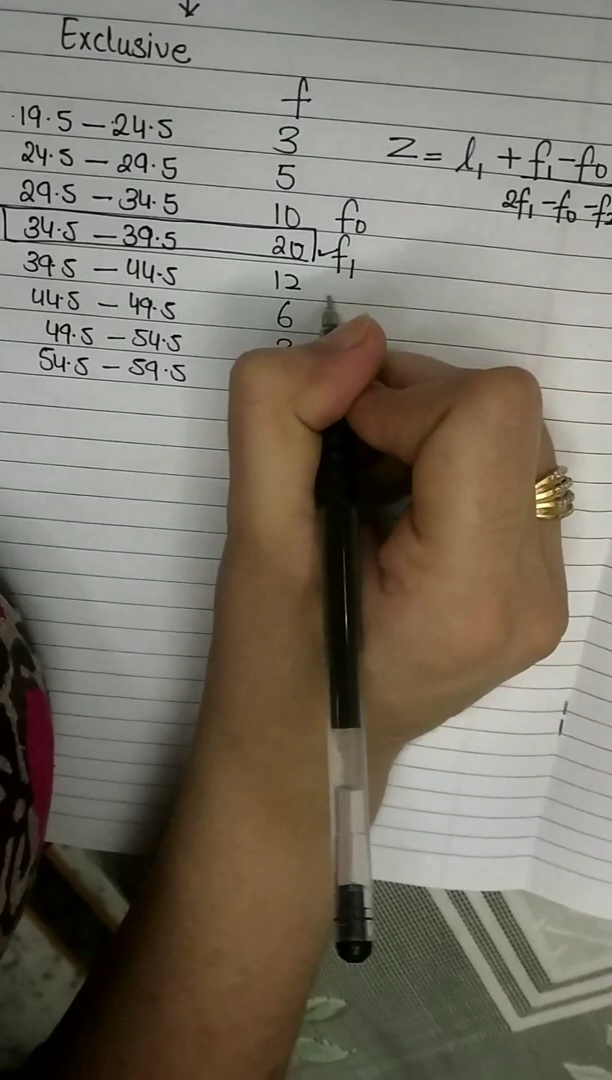 Exclusive
f
19.5 – 24.5 3
24.5 – 29.5 5
29.5 – 34.5 10 f₀
34.5 – 39.5 20 f₁
39.5 – 44.5 12
44.5 – 49.5 6
49.5 – 54.5
54.5 – 59.5
Z = l₁ + f₁ – f₀
2f₁ – f₀ – f₂